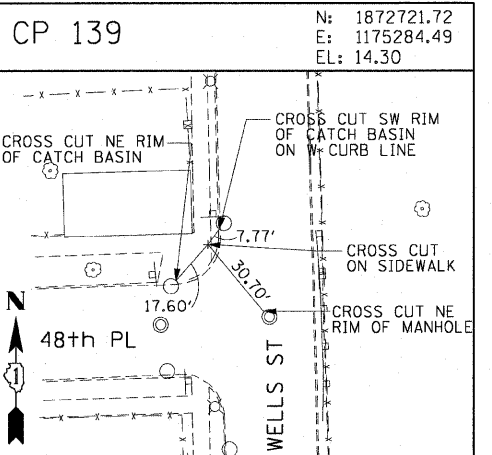 CP 139
N: 1872721.72
E: 1175284.49
EL: 14.30
CROSS CUT SW RIM
OF CATCH BASIN
ON W CURB LINE
CROSS CUT NE RIM
OF CATCH BASIN
7.77'
CROSS CUT
ON SIDEWALK
30.70'
17.60'
CROSS CUT NE
RIM OF MANHOLE
N
1
48th PL
WELLS ST